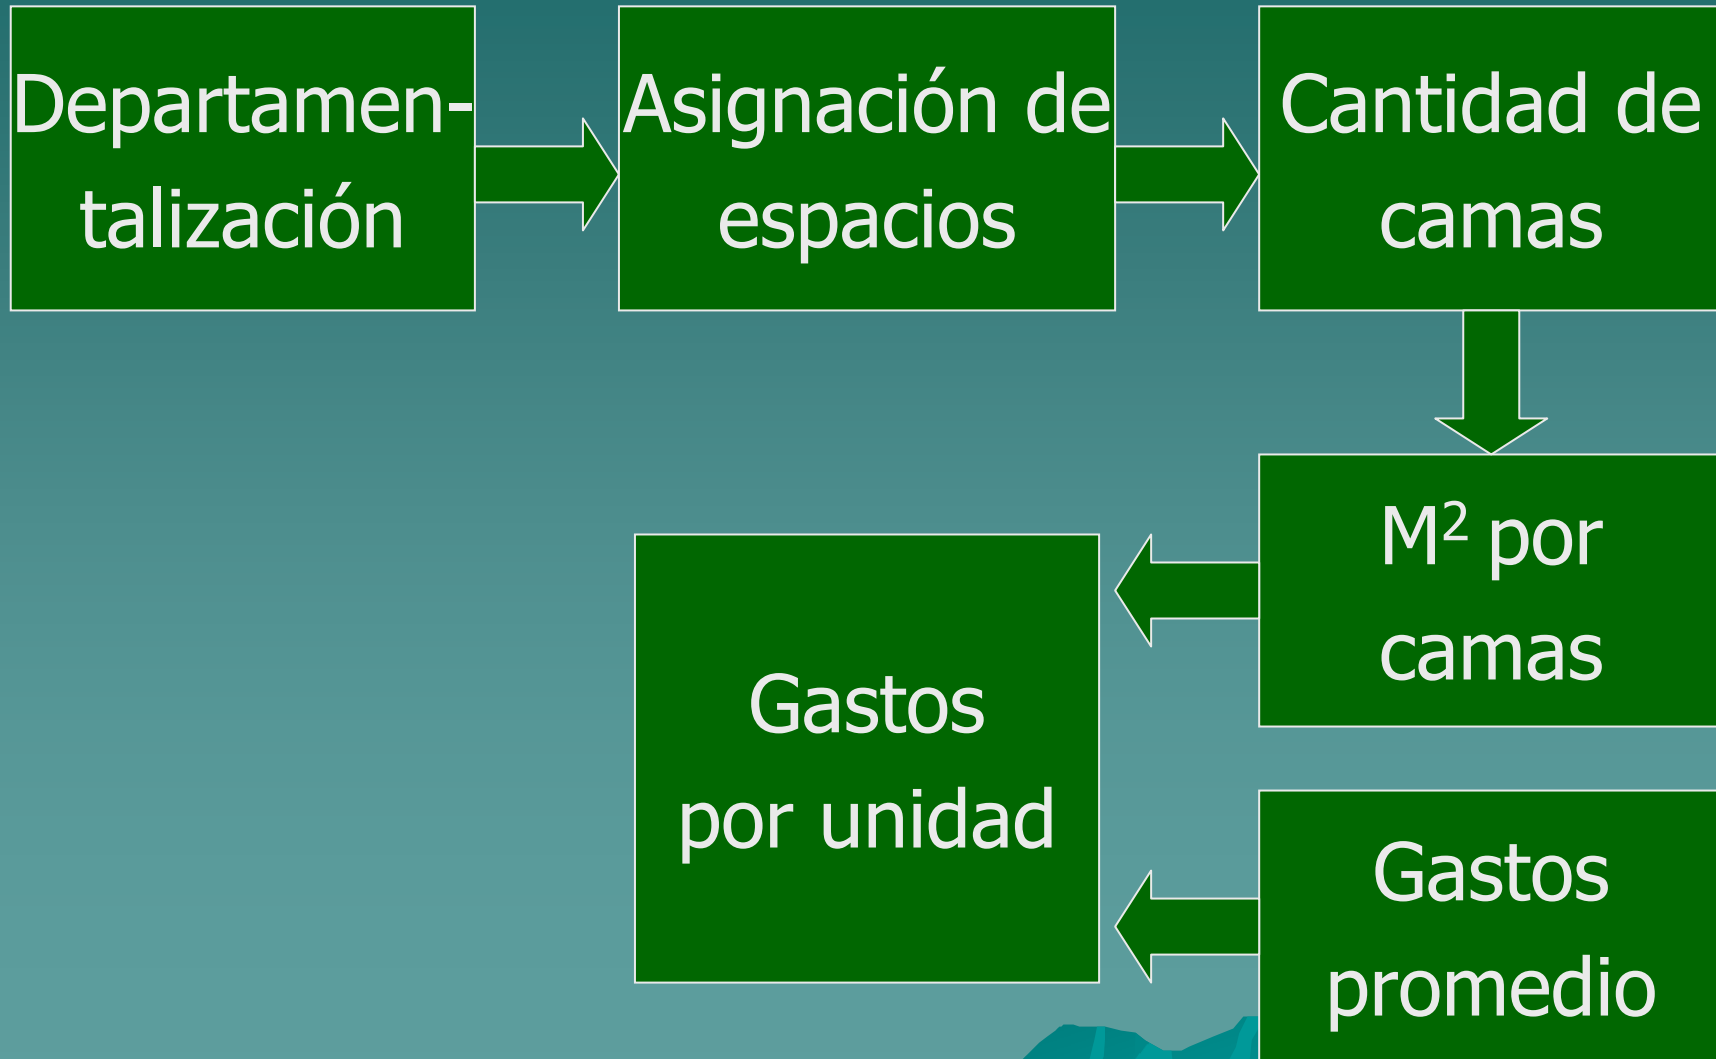 Departamen-
talización
Asignación de
espacios
Cantidad de
camas
M² por
camas
Gastos
por unidad
Gastos
promedio